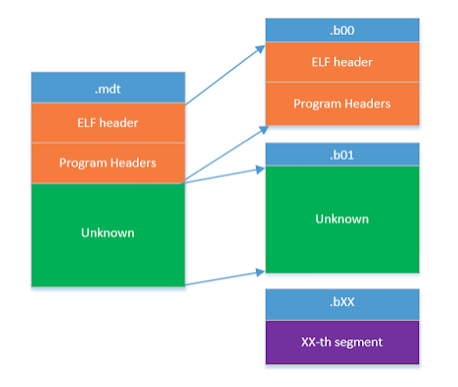 .mdt
ELF header
Program Headers
Unknown
.b00
ELF header
Program Headers
.b01
Unknown
.bXX
XX-th segment